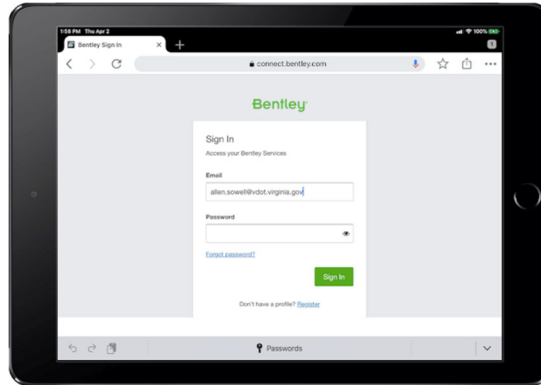 1:58 PM Thu Apr 2
100%
Bentley Sign In
1
connect.bentley.com
Bentley
Sign In
Access your Bentley Services
Email
allen.sowell@vdot.virginia.gov
Password
Forgot password?
Sign In
Don't have a profile? Register
Passwords